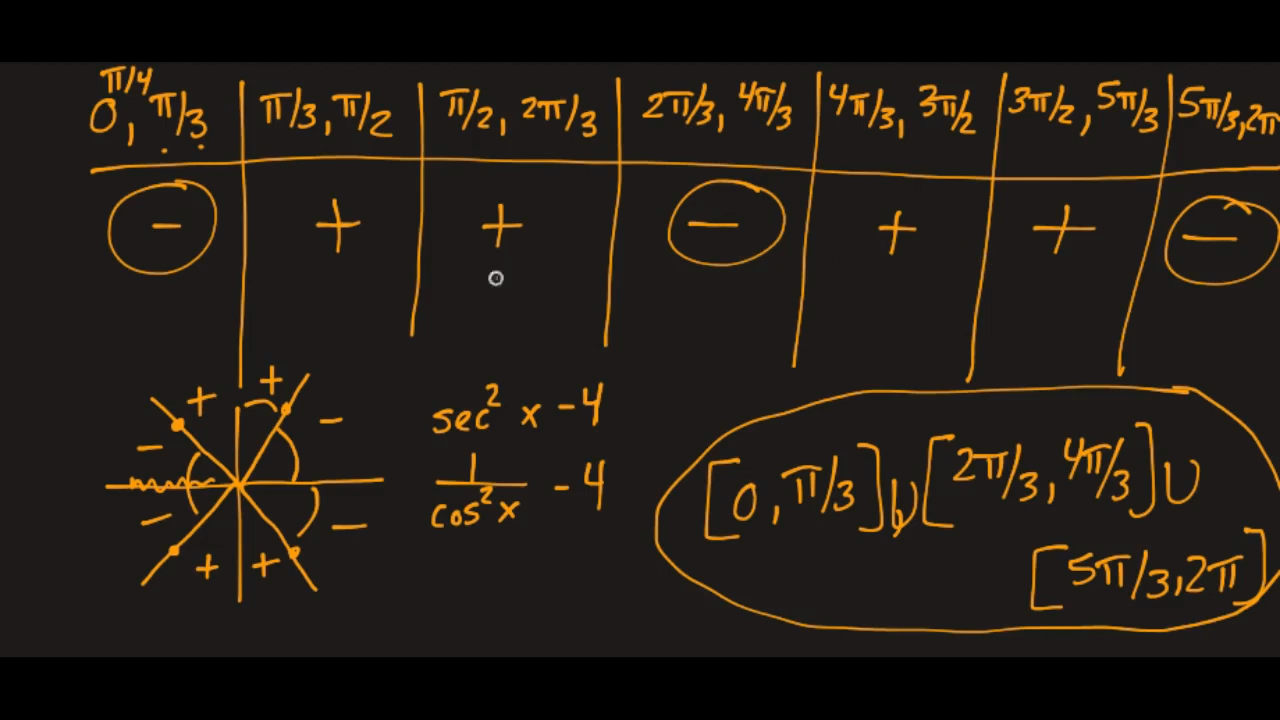 π/4
0, π/3 π/3, π/2 π/2, 2π/3 2π/3, 4π/3 4π/3, 3π/2 3π/2, 5π/3 5π/3, 2π
− + + − + + −
+ + −
− sec² x − 4
1/cos² x − 4
− −
+ +
[0, π/3] ∪ [2π/3, 4π/3] ∪
[5π/3, 2π]